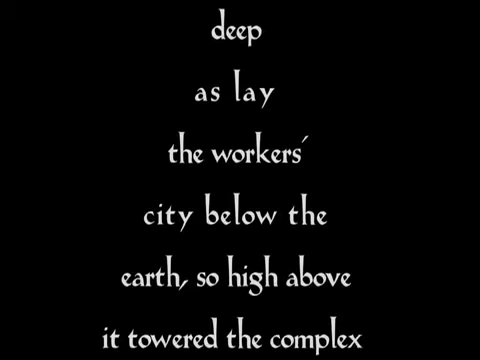 deep
as lay
the workers´
city below the
earth, so high above
it towered the complex